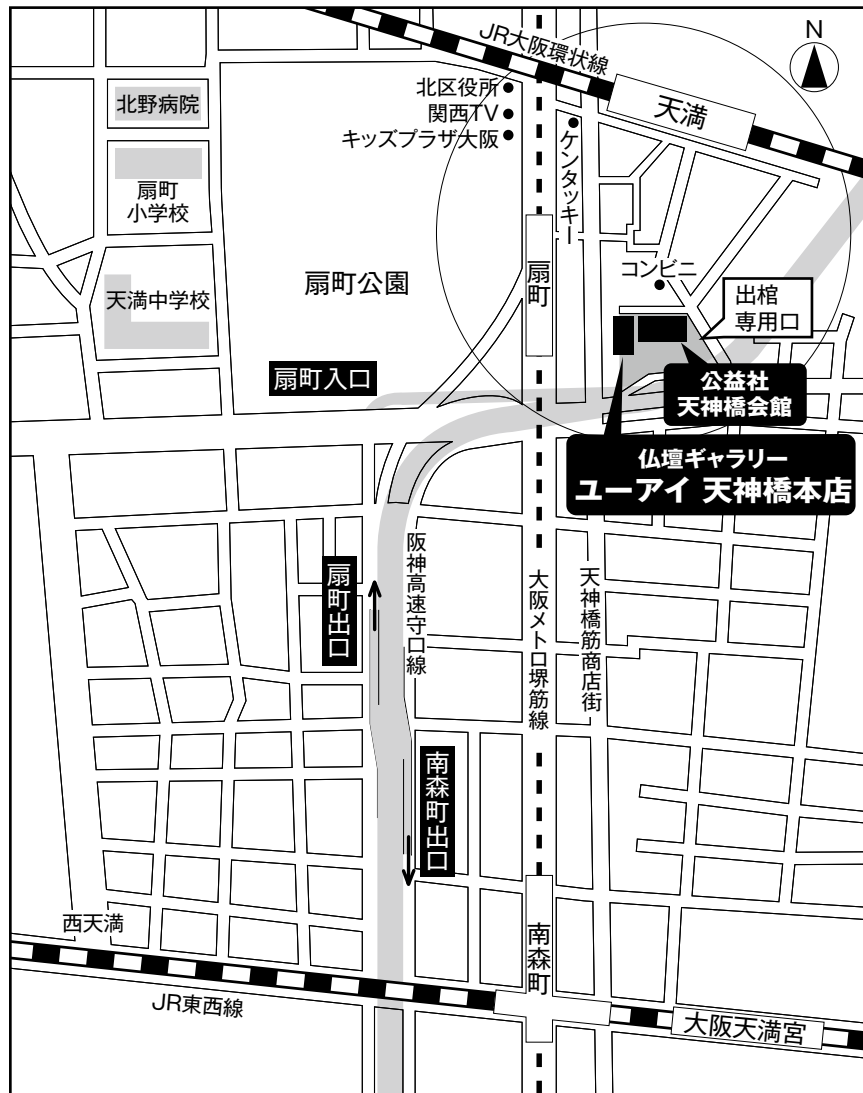 JR大阪環状線
N
天満
北野病院
北区役所
関西TV
キッズプラザ大阪
ケンタッキー
扇町
小学校
天満中学校
扇町公園
扇町
コンビニ
出棺
専用口
扇町入口
公益社
天神橋会館
仏壇ギャラリー
ユーアイ 天神橋本店
扇町出口
阪神高速守口線
大阪メトロ堺筋線
天神橋筋商店街
南森町出口
西天満
JR東西線
南森町
大阪天満宮